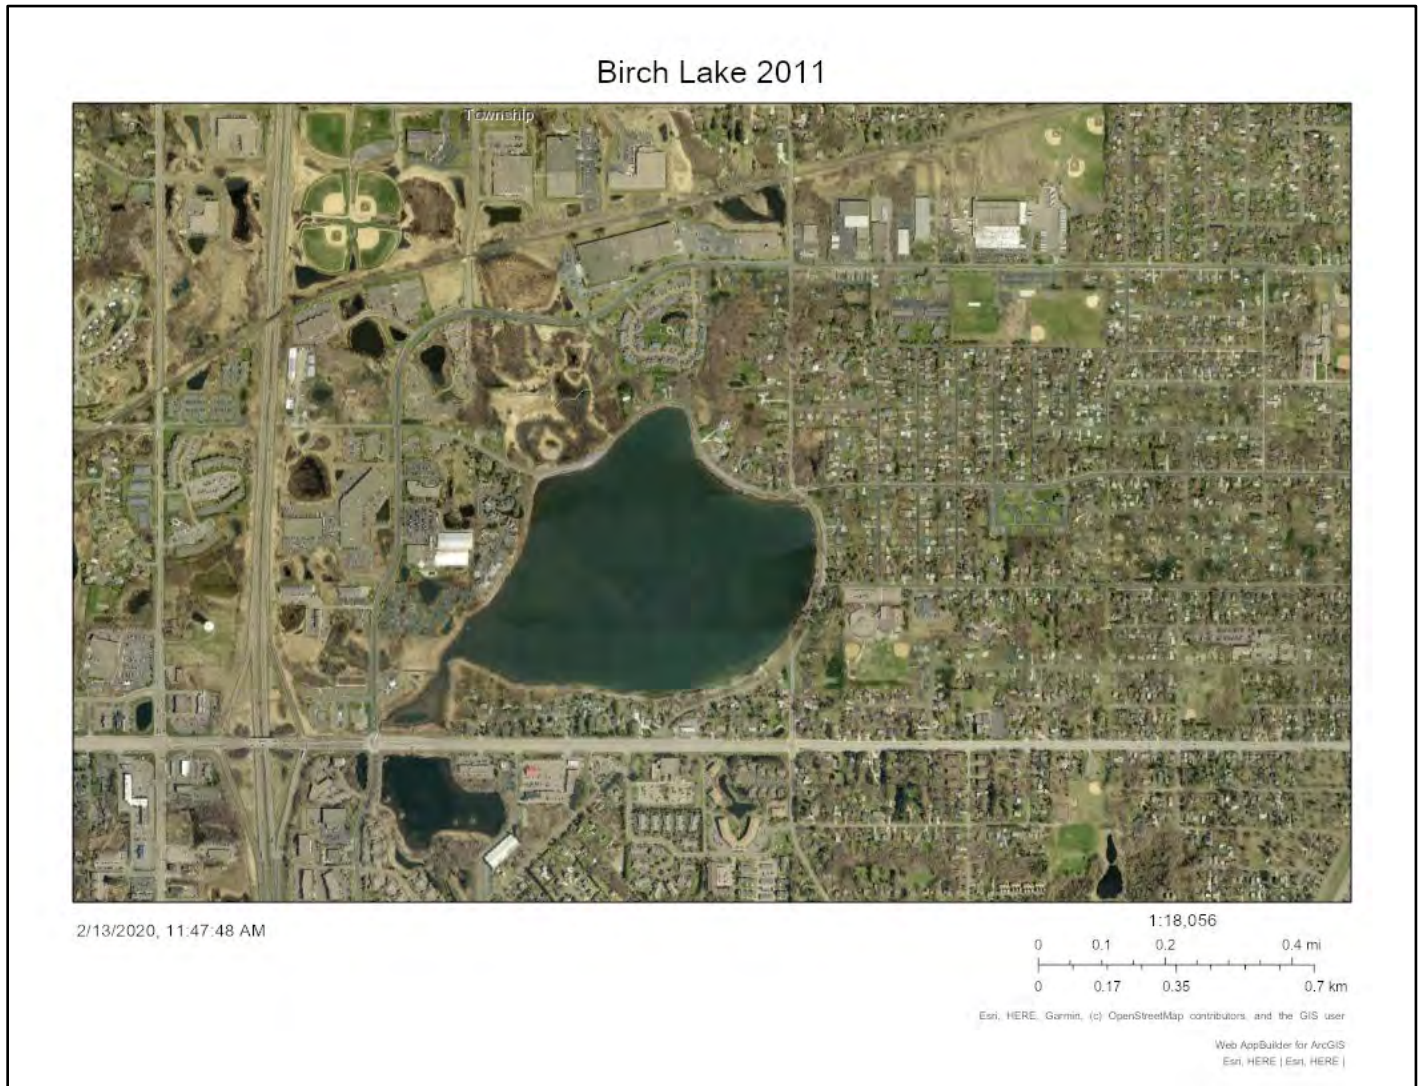 Birch Lake 2011
Township
2/13/2020, 11:47:48 AM
1:18,056
0 0.1 0.2 0.4 mi
0 0.17 0.35 0.7 km
Esri, HERE, Garmin, (c) OpenStreetMap contributors, and the GIS user
Web AppBuilder for ArcGIS
Esri, HERE | Esri, HERE |